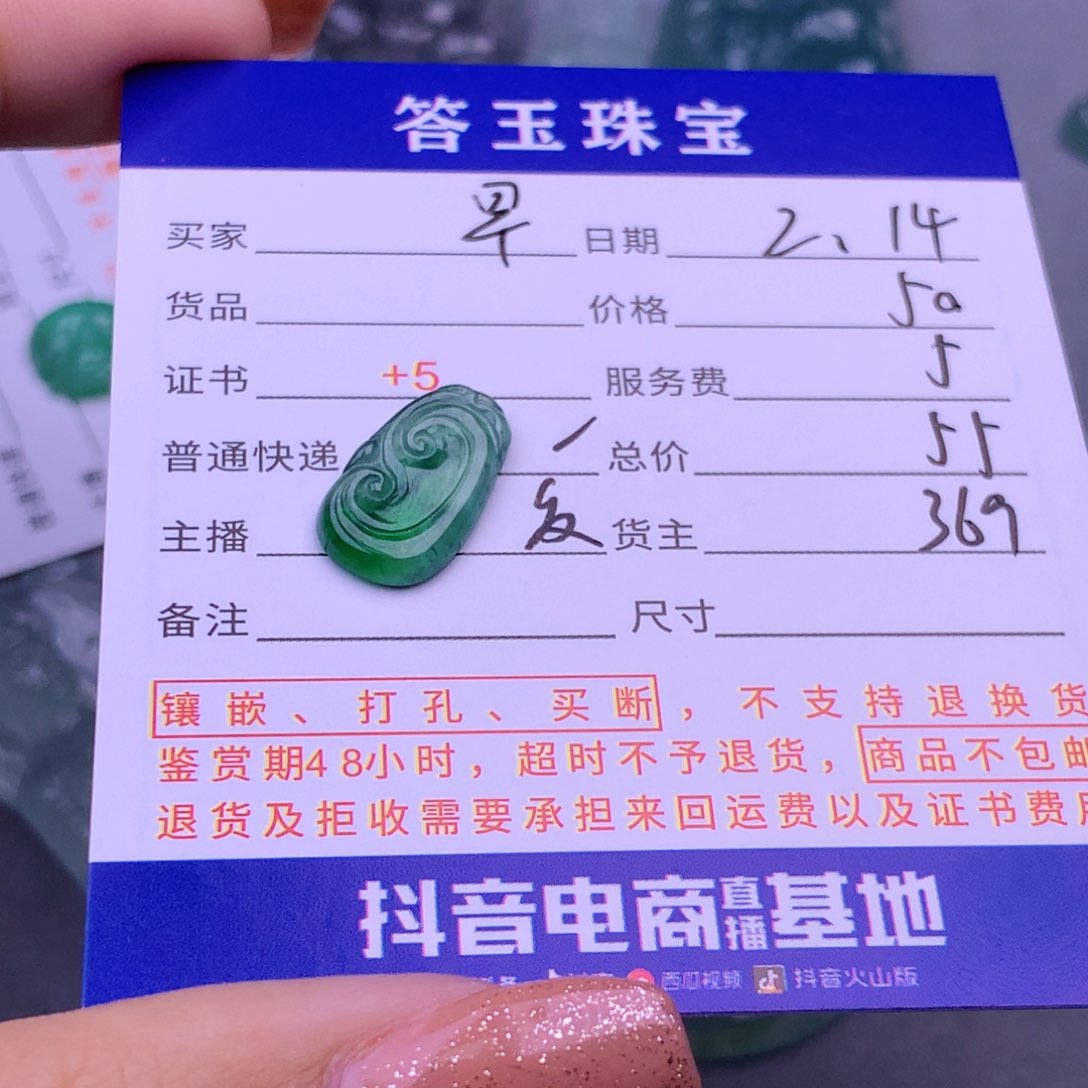 答玉珠宝
买家 早 日期 2、14
货品 价格 50
证书 +5 服务费 5
普通快递 总价 55
主播 发 货主 369
备注 尺寸
镶嵌、打孔、买断，不支持退换货
鉴赏期48小时，超时不予退货，商品不包邮
退货及拒收需要承担来回运费以及证书费用
抖音电商直播基地
西瓜视频 抖音火山版